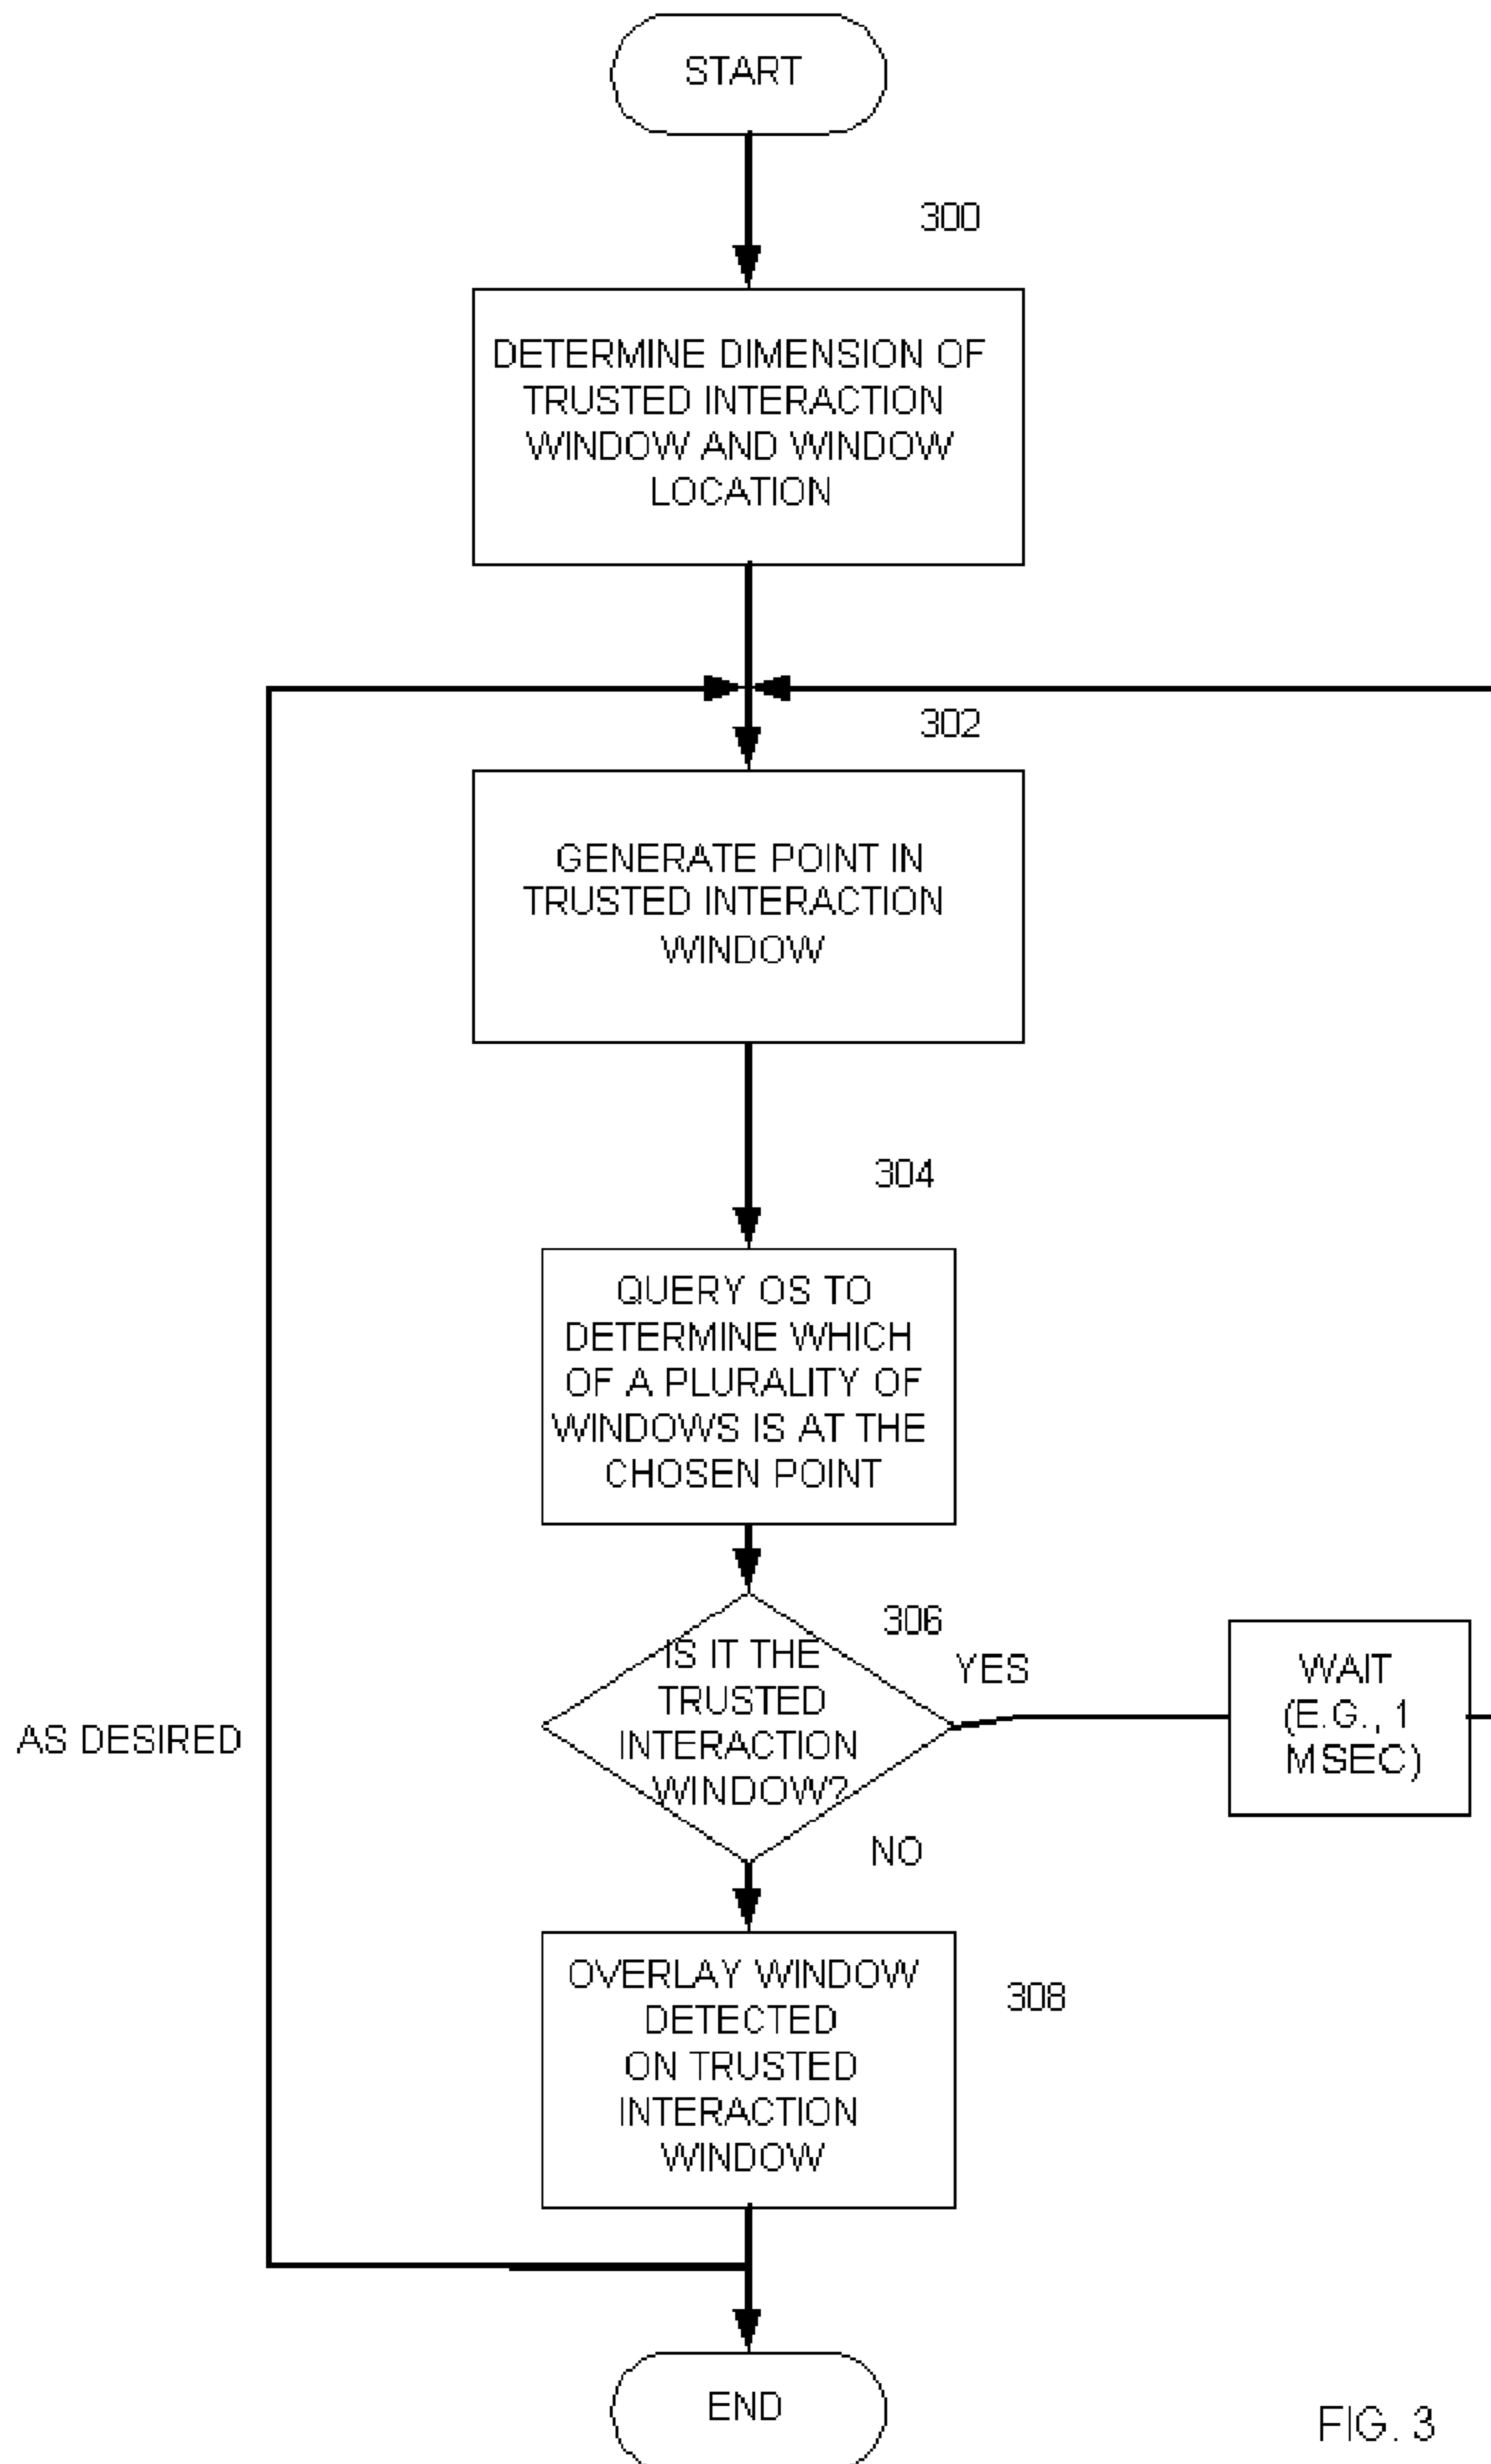 START
300
DETERMINE DIMENSION OF
TRUSTED INTERACTION
WINDOW AND WINDOW
LOCATION
302
GENERATE POINT IN
TRUSTED INTERACTION
WINDOW
304
QUERY OS TO
DETERMINE WHICH
OF A PLURALITY OF
WINDOWS IS AT THE
CHOSEN POINT
306
IS IT THE
TRUSTED
INTERACTION
WINDOW?
YES
WAIT
(E.G., 1
MSEC)
AS DESIRED
NO
OVERLAY WINDOW
DETECTED
ON TRUSTED
INTERACTION
WINDOW
308
END
FIG. 3